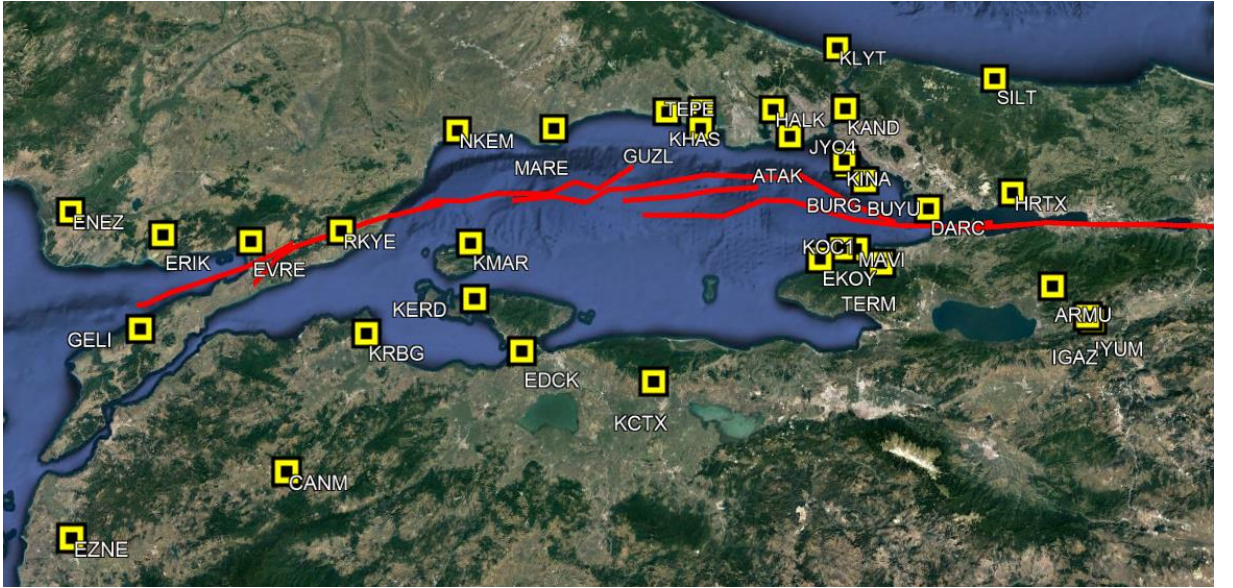 KLYT
SILT
TEPE
HALK
KAND
NKEM
KHAS
JYO4
MARE
GUZL
ATAK
KINA
ENEZ
BURG
BUYU
HRTX
RKYE
DARC
ERIK
EVRE
KMAR
KOC1
MAVI
EKOY
KERD
TERM
GELI
ARMU
KRBG
IYUM
IGAZ
EDCK
KCTX
CANM
EZNE